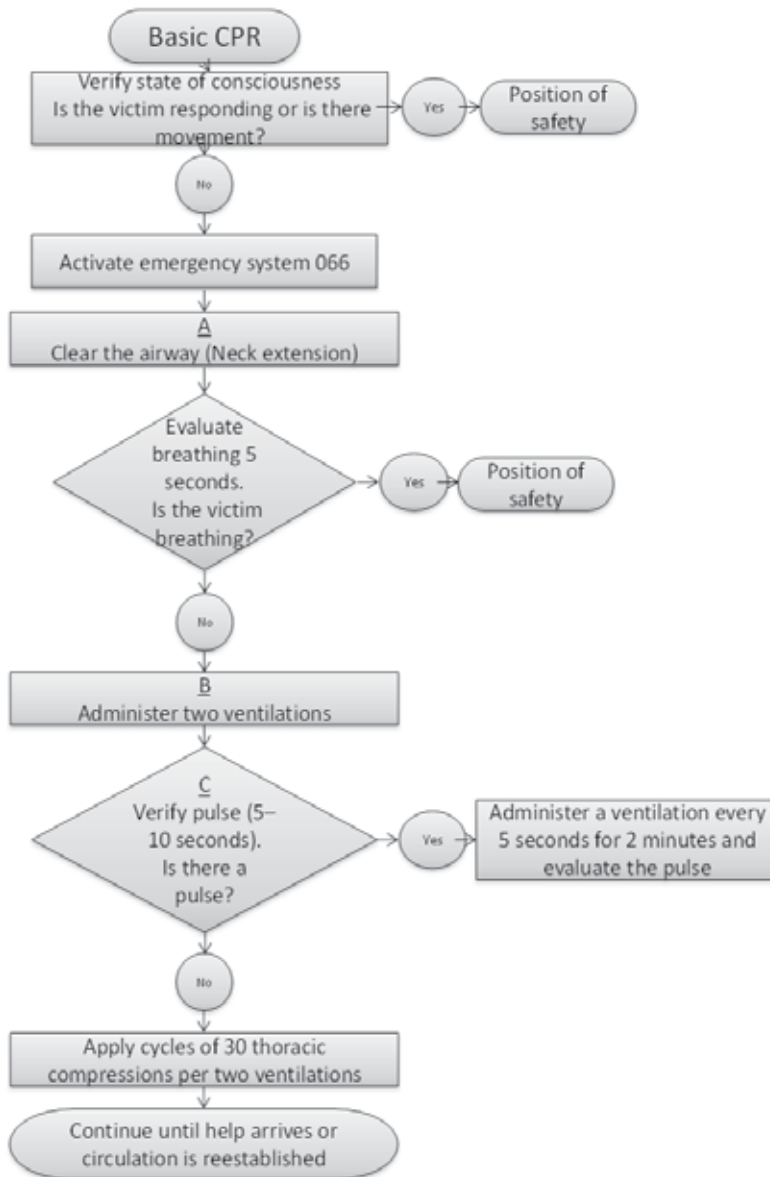 Basic CPR
Verify state of consciousness
Is the victim responding or is there
movement?
Yes
Position of
safety
No
Activate emergency system 066
A
Clear the airway (Neck extension)
Evaluate
breathing 5
seconds.
Is the victim
breathing?
Yes
Position of
safety
No
B
Administer two ventilations
C
Verify pulse (5–
10 seconds).
Is there a
pulse?
Yes
Administer a ventilation every
5 seconds for 2 minutes and
evaluate the pulse
No
Apply cycles of 30 thoracic
compressions per two ventilations
Continue until help arrives or
circulation is reestablished